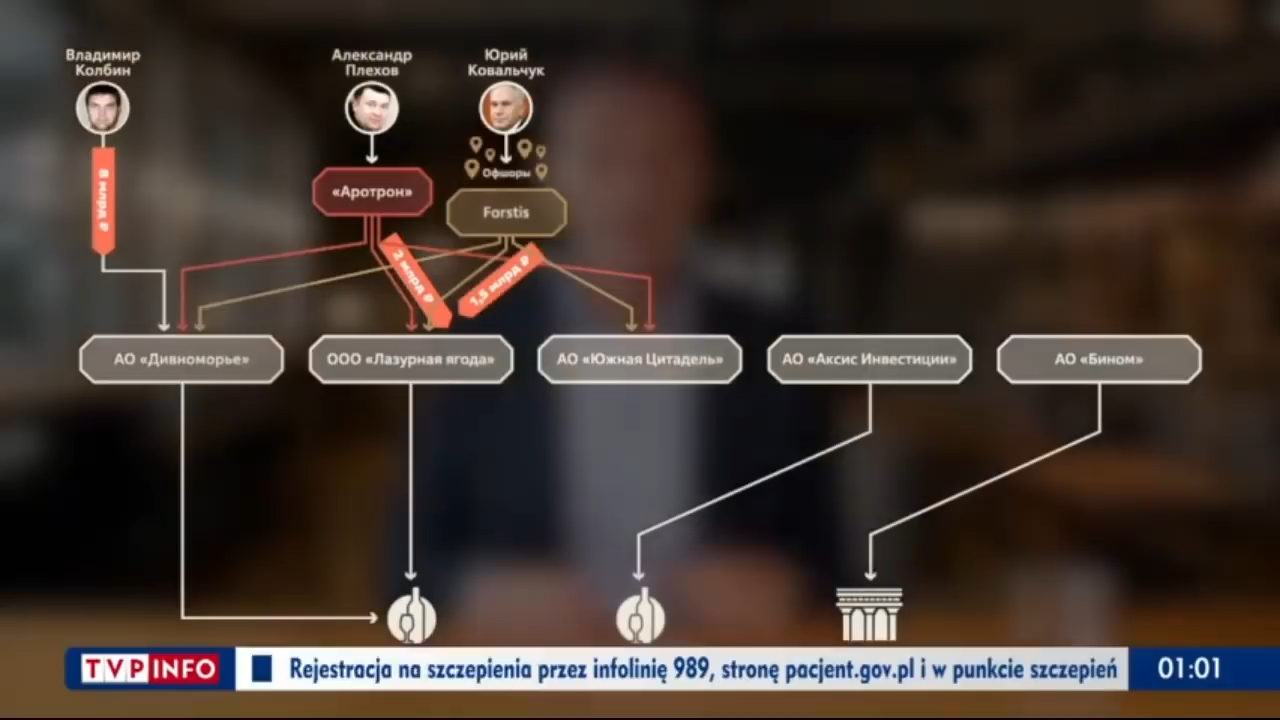 Владимир
Колбин
Александр
Плехов
Юрий
Ковальчук
Офшоры
8 млрд ₽
«Аротрон»
Forstis
2 млрд ₽
1,5 млрд ₽
АО «Дивноморье»
ООО «Лазурная ягода»
АО «Южная Цитадель»
АО «Аксис Инвестиции»
АО «Бином»
TVP INFO
Rejestracja na szczepienia przez infolinię 989, stronę pacjent.gov.pl i w punkcie szczepień
01:01